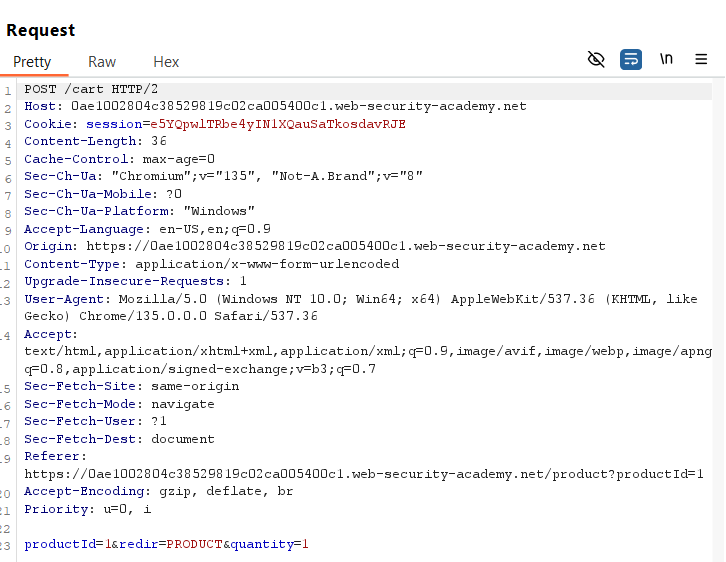 Request
Pretty Raw Hex \n
1 POST /cart HTTP/2
2 Host: 0ae1002804c38529819c02ca005400c1.web-security-academy.net
3 Cookie: session=e5YQpwlTRbe4yIN1XQauSaTkosdavRJE
4 Content-Length: 36
5 Cache-Control: max-age=0
6 Sec-Ch-Ua: "Chromium";v="135", "Not-A.Brand";v="8"
7 Sec-Ch-Ua-Mobile: ?0
8 Sec-Ch-Ua-Platform: "Windows"
9 Accept-Language: en-US,en;q=0.9
10 Origin: https://0ae1002804c38529819c02ca005400c1.web-security-academy.net
11 Content-Type: application/x-www-form-urlencoded
12 Upgrade-Insecure-Requests: 1
13 User-Agent: Mozilla/5.0 (Windows NT 10.0; Win64; x64) AppleWebKit/537.36 (KHTML, like
Gecko) Chrome/135.0.0.0 Safari/537.36
14 Accept:
text/html,application/xhtml+xml,application/xml;q=0.9,image/avif,image/webp,image/apng
q=0.8,application/signed-exchange;v=b3;q=0.7
15 Sec-Fetch-Site: same-origin
16 Sec-Fetch-Mode: navigate
17 Sec-Fetch-User: ?1
18 Sec-Fetch-Dest: document
19 Referer:
https://0ae1002804c38529819c02ca005400c1.web-security-academy.net/product?productId=1
20 Accept-Encoding: gzip, deflate, br
21 Priority: u=0, i
22
23 productId=1&redir=PRODUCT&quantity=1